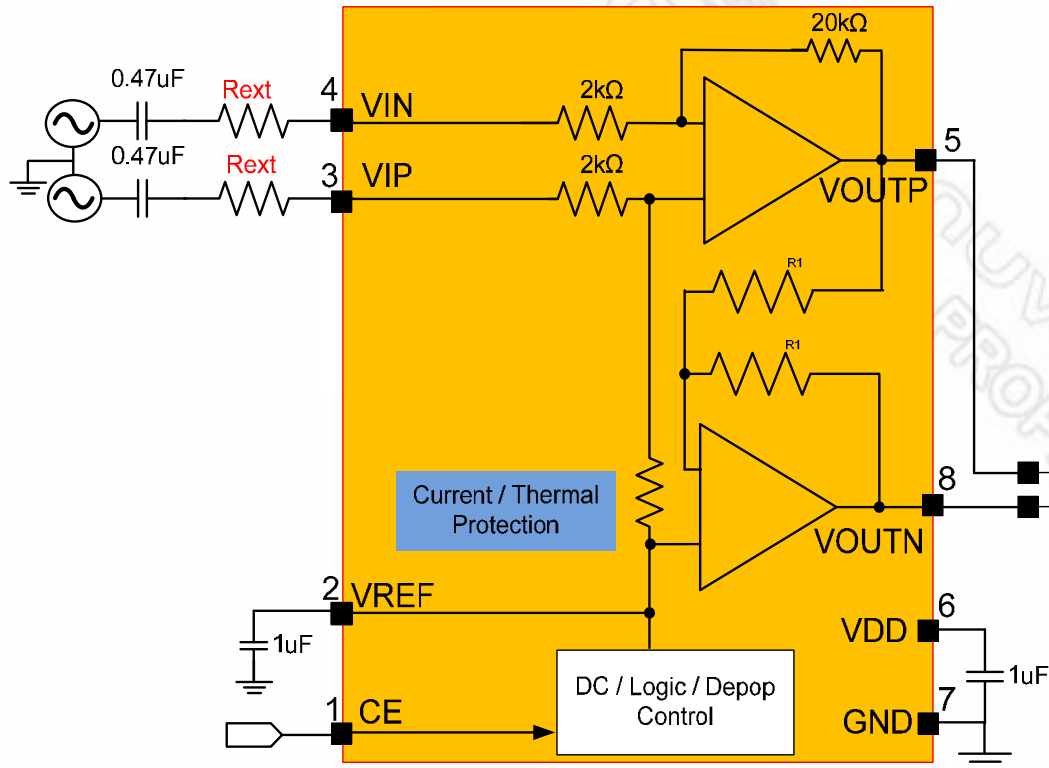 20kΩ
0.47uF
Rext
4
VIN
2kΩ
5
0.47uF
Rext
3
VIP
2kΩ
VOUTP
R1
R1
Current / Thermal
Protection
8
VOUTN
2
VREF
6
VDD
1uF
1uF
DC / Logic / Depop
Control
1
CE
7
GND